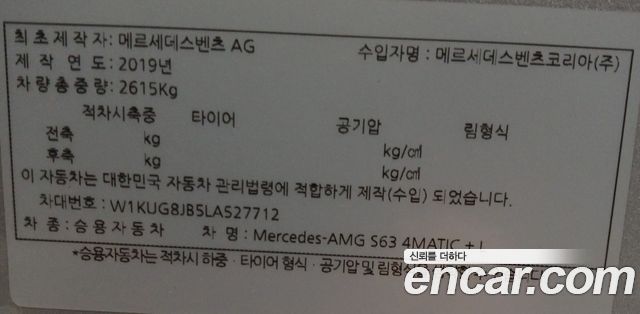 최초제작자: 메르세데스벤츠 AG 수입자명 : 메르세데스벤츠코리아(주)
제 작 연 도: 2019년
차량 총 중 량: 2615Kg
적차시축중 타이어 공기압 림형식
전축 kg kg/㎠
후축 kg kg/㎠
이 자동차는 대한민국 자동차 관리법령에 적합하게 제작(수입) 되었습니다.
차대번호 : W1KUG8JB5LA527712
차 종 : 승용자동차 차 명 : Mercedes-AMG S63 4MATIC + L
*승용자동차는 적차시 하중 · 타이어 형식 · 공기압 및 림형식을
신뢰를 더하다
encar.com